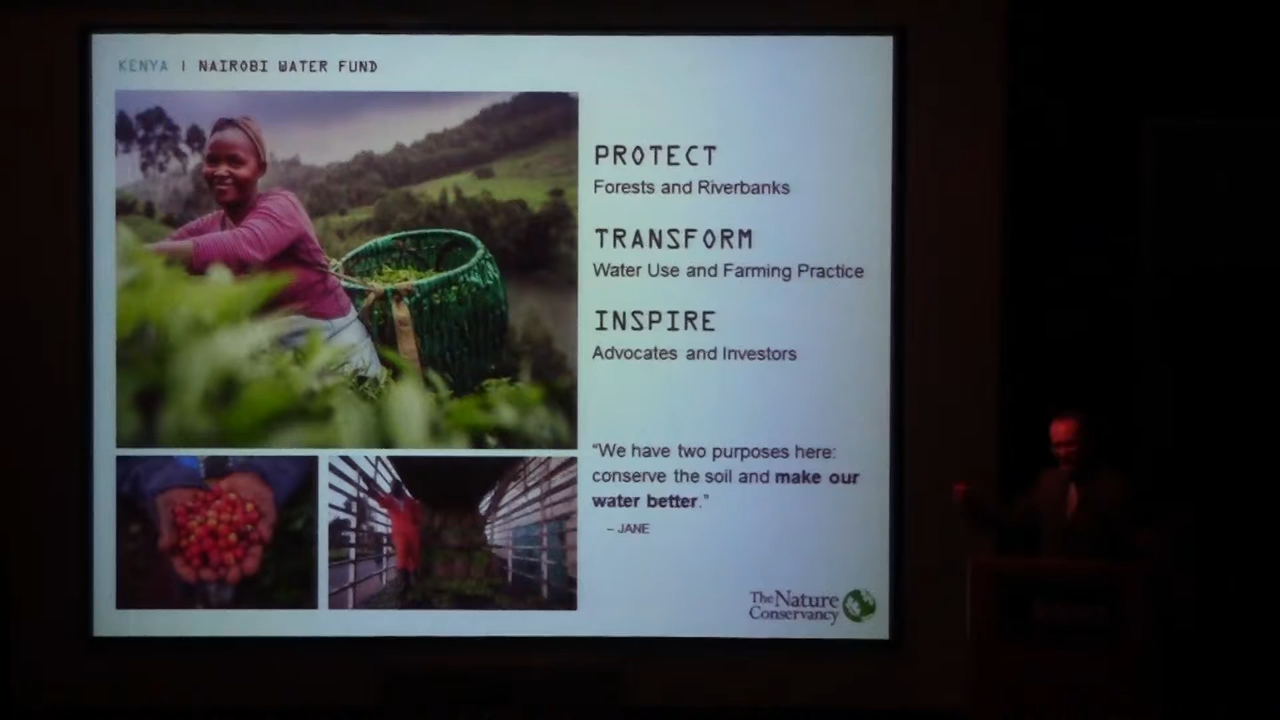 KENYA | NAIROBI WATER FUND
PROTECT
Forests and Riverbanks
TRANSFORM
Water Use and Farming Practice
INSPIRE
Advocates and Investors
“We have two purposes here:
conserve the soil and make our
water better.”
– JANE
The Nature
Conservancy